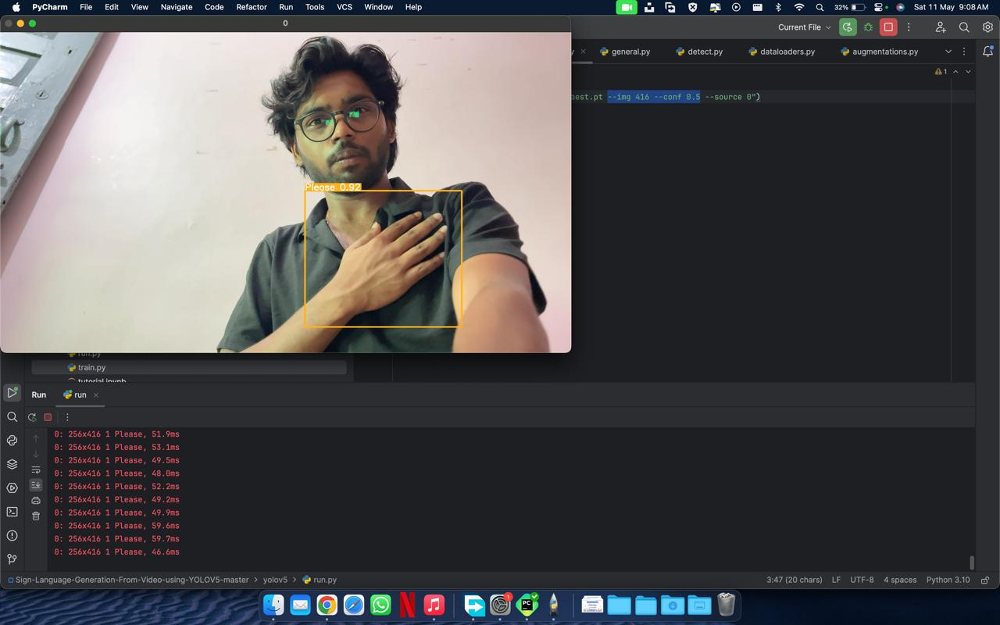 PyCharm File Edit View Navigate Code Refactor Run Tools VCS Window Help 32% Sat 11 May 9:08 AM
0
Current File
general.py detect.py dataloaders.py augmentations.py
1
best.pt --img 416 --conf 0.5 --source 0")
Please 0.92
run.py
train.py
tutorial.ipynb
Run run
0: 256x416 1 Please, 51.9ms
0: 256x416 1 Please, 53.1ms
0: 256x416 1 Please, 49.5ms
0: 256x416 1 Please, 48.0ms
0: 256x416 1 Please, 52.2ms
0: 256x416 1 Please, 49.2ms
0: 256x416 1 Please, 49.9ms
0: 256x416 1 Please, 59.6ms
0: 256x416 1 Please, 59.7ms
0: 256x416 1 Please, 46.6ms
Sign-Language-Generation-From-Video-using-YOLOV5-master yolov5 run.py 3:47 (20 chars) LF UTF-8 4 spaces Python 3.10
1
PC